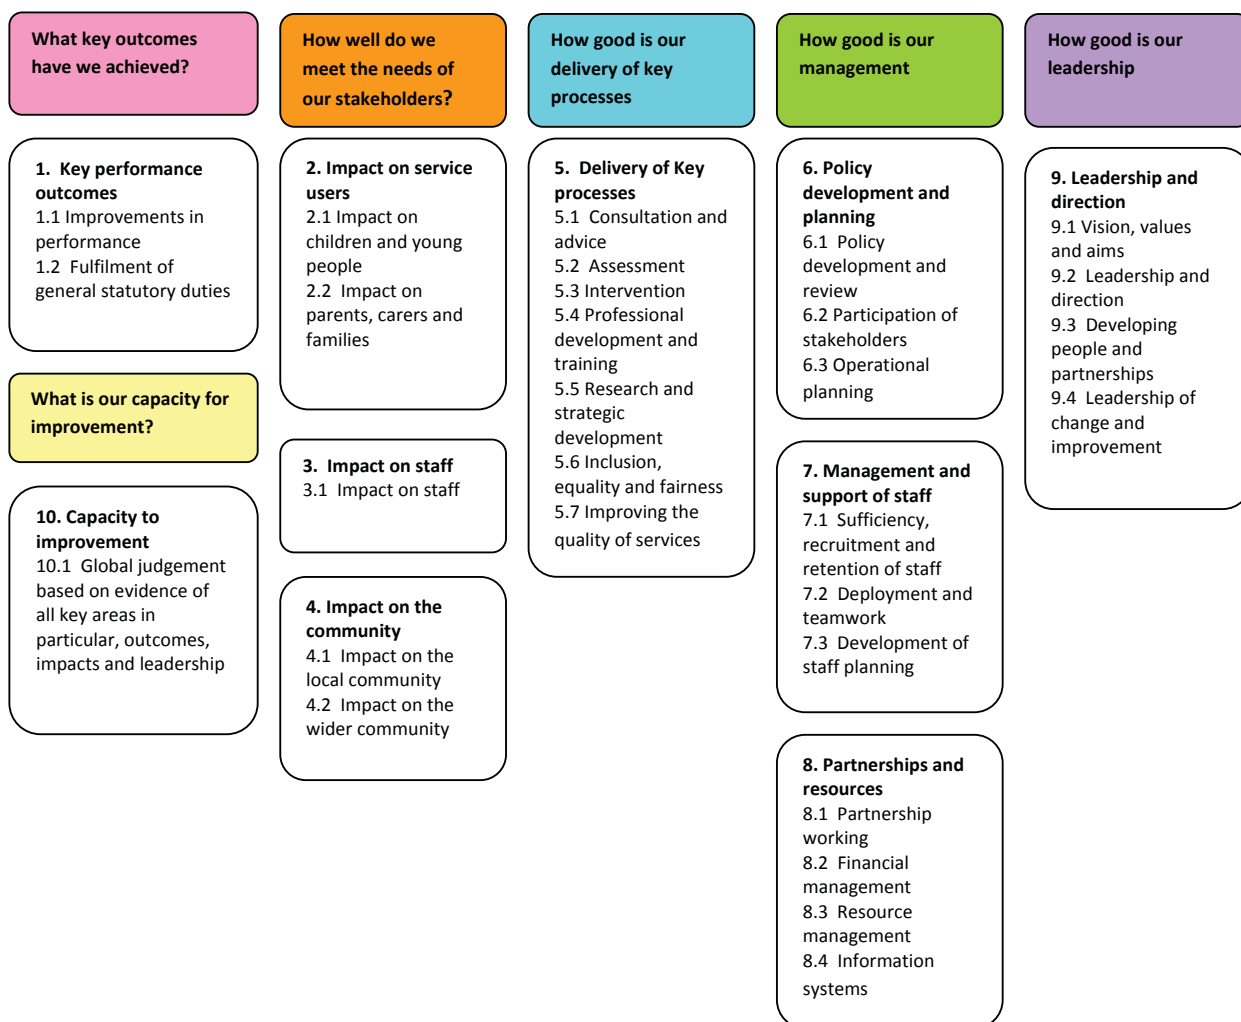 What key outcomes
have we achieved?
1.  Key performance
outcomes
1.1 Improvements in
performance
1.2  Fulfilment of
general statutory duties
What is our capacity for
improvement?
10. Capacity to
improvement
10.1  Global judgement
based on evidence of
all key areas in
particular, outcomes,
impacts and leadership
How well do we
meet the needs of
our stakeholders?
2. Impact on service
users
2.1 Impact on
children and young
people
2.2  Impact on
parents, carers and
families
3.  Impact on staff
3.1  Impact on staff
4. Impact on the
community
4.1  Impact on the
local community
4.2  Impact on the
wider community
How good is our
delivery of key
processes
5.  Delivery of Key
processes
5.1  Consultation and
advice
5.2  Assessment
5.3 Intervention
5.4 Professional
development and
training
5.5 Research and
strategic
development
5.6 Inclusion,
equality and fairness
5.7 Improving the
quality of services
How good is our
management
6. Policy
development and
planning
6.1  Policy
development and
review
6.2 Participation of
stakeholders
6.3 Operational
planning
7. Management and
support of staff
7.1  Sufficiency,
recruitment and
retention of staff
7.2  Deployment and
teamwork
7.3  Development of
staff planning
8. Partnerships and
resources
8.1  Partnership
working
8.2  Financial
management
8.3  Resource
management
8.4  Information
systems
How good is our
leadership
9. Leadership and
direction
9.1 Vision, values
and aims
9.2  Leadership and
direction
9.3  Developing
people and
partnerships
9.4  Leadership of
change and
improvement